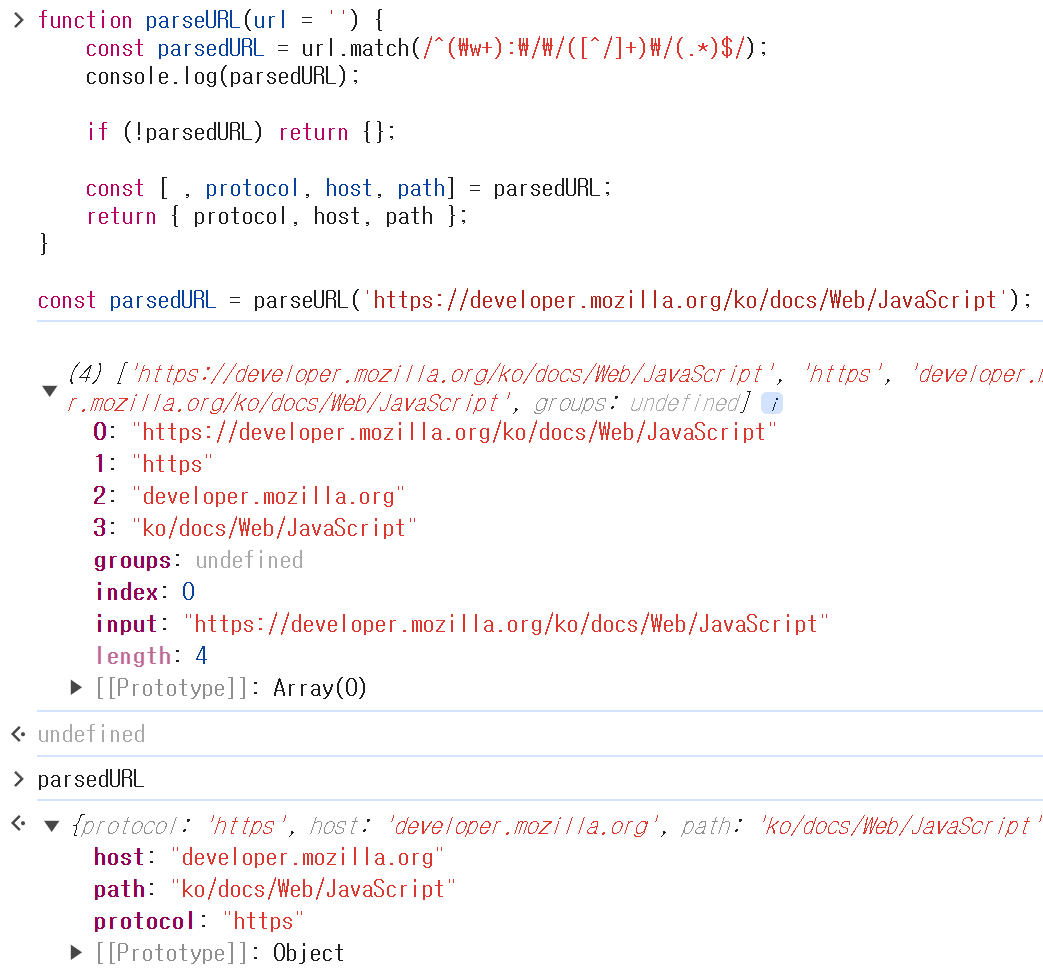 > function parseURL(url = '') {
    const parsedURL = url.match(/^(₩w+):₩/₩/([^/]+)₩/(.*)$/);
    console.log(parsedURL);
    if (!parsedURL) return {};
    const [ , protocol, host, path] = parsedURL;
    return { protocol, host, path };
}
const parsedURL = parseURL('https://developer.mozilla.org/ko/docs/Web/JavaScript');
▼ (4) ['https://developer.mozilla.org/ko/docs/Web/JavaScript', 'https', 'developer.
r.mozilla.org/ko/docs/Web/JavaScript', groups: undefined] i
0: "https://developer.mozilla.org/ko/docs/Web/JavaScript"
1: "https"
2: "developer.mozilla.org"
3: "ko/docs/Web/JavaScript"
groups: undefined
index: 0
input: "https://developer.mozilla.org/ko/docs/Web/JavaScript"
length: 4
▶ [[Prototype]]: Array(0)
undefined
> parsedURL
▼ {protocol: 'https', host: 'developer.mozilla.org', path: 'ko/docs/Web/JavaScript'
host: "developer.mozilla.org"
path: "ko/docs/Web/JavaScript"
protocol: "https"
▶ [[Prototype]]: Object